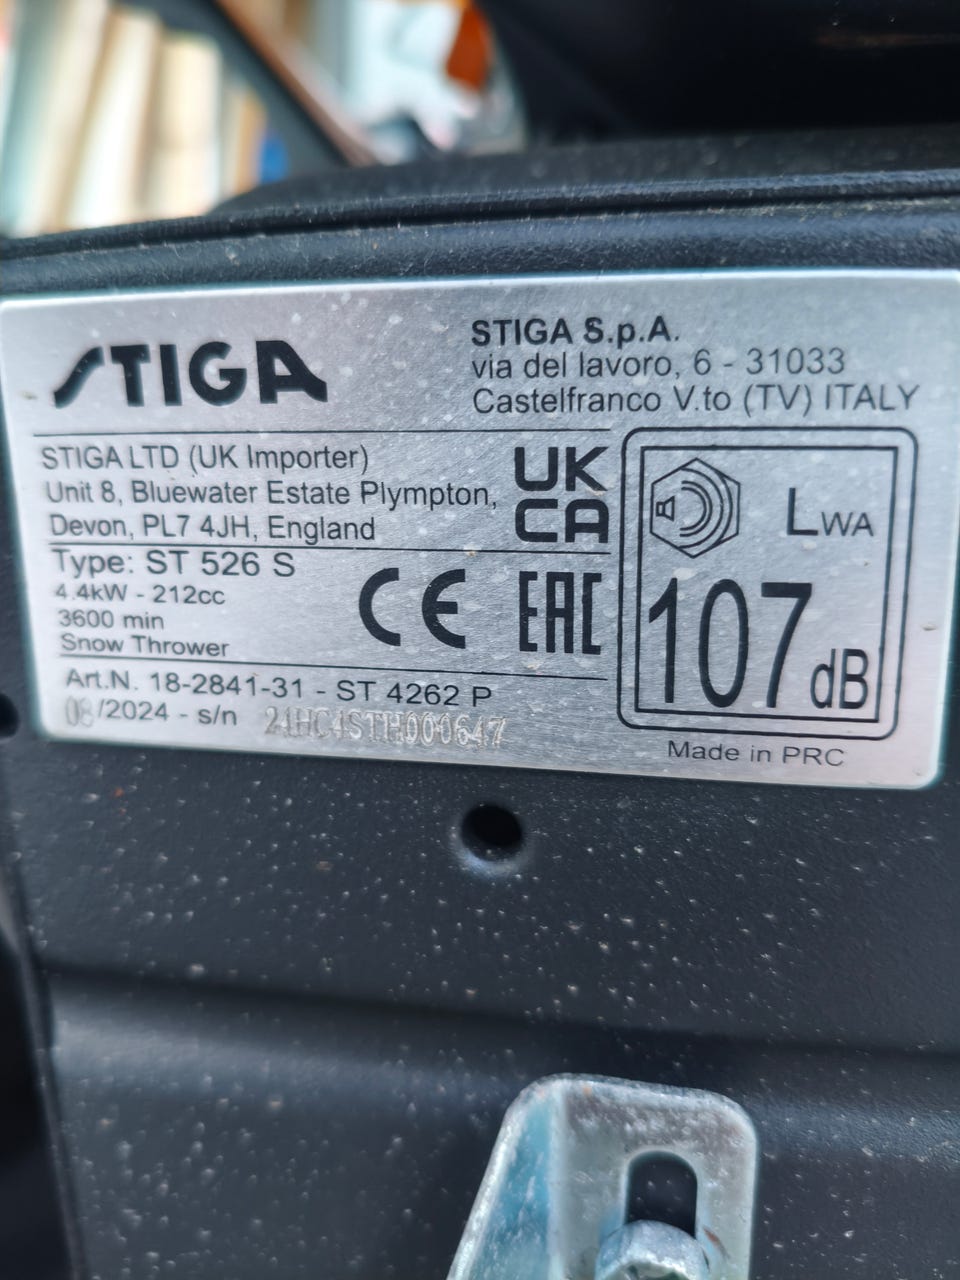 STIGA
STIGA S.p.A.
via del lavoro, 6 - 31033
Castelfranco V.to (TV) ITALY
STIGA LTD (UK Importer)
Unit 8, Bluewater Estate Plympton,
Devon, PL7 4JH, England
UK
CA
Type: ST 526 S
4.4kW - 212cc
3600 min
Snow Thrower
CE EAC
LWA
107 dB
Art.N. 18-2841-31 - ST 4262 P
08/2024 - s/n 24HC4STH000647
Made in PRC